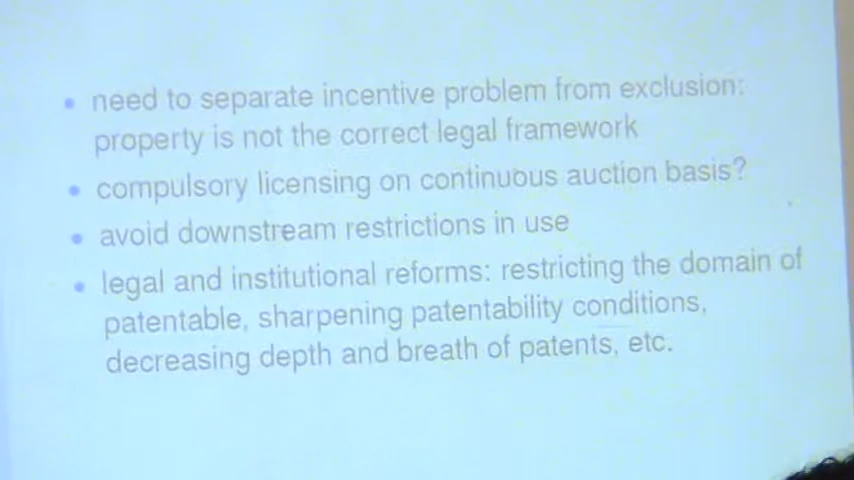 • need to separate incentive problem from exclusion:
property is not the correct legal framework
• compulsory licensing on continuous auction basis?
• avoid downstream restrictions in use
• legal and institutional reforms: restricting the domain of
patentable, sharpening patentability conditions,
decreasing depth and breath of patents, etc.